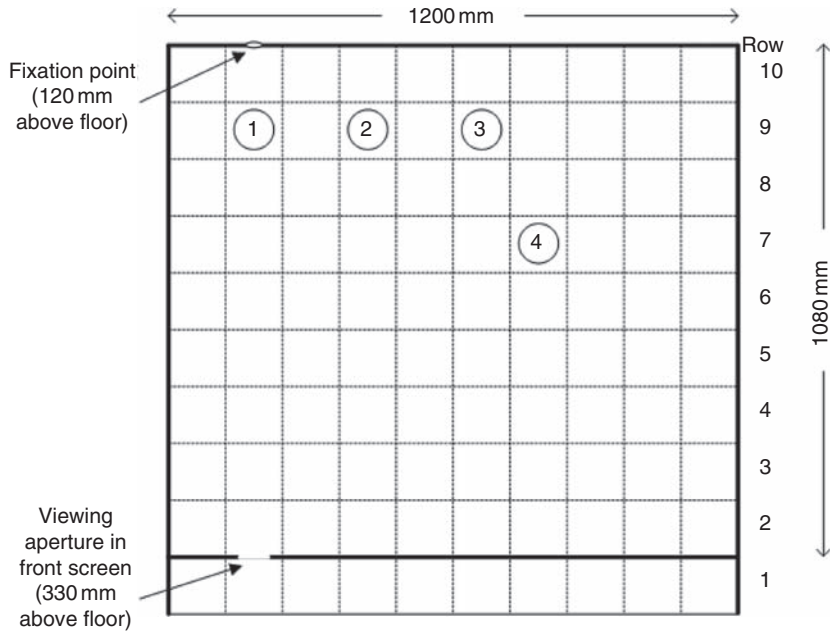 1200 mm
Row
Fixation point
(120 mm
above floor)
10
1
2
3
9
8
4
7
6
1080 mm
5
4
3
2
Viewing
aperture in
front screen
(330 mm
above floor)
1